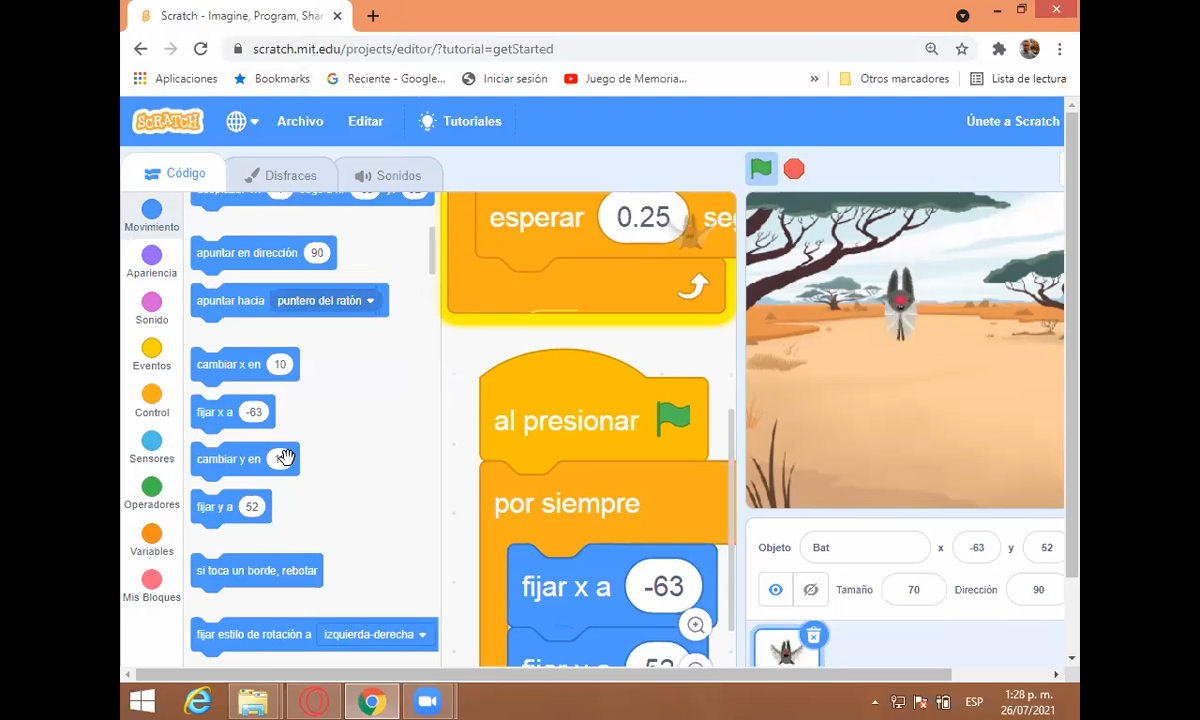 Scratch - Imagine, Program, Shar
scratch.mit.edu/projects/editor/?tutorial=getStarted
Aplicaciones
Bookmarks
Reciente - Google...
Iniciar sesión
Juego de Memoria...
»
Otros marcadores
Lista de lectura
SCRATCH
Archivo
Editar
Tutoriales
Únete a Scratch
Código
Disfraces
Sonidos
Movimiento
Apariencia
Sonido
Eventos
Control
Sensores
Operadores
Variables
Mis Bloques
apuntar en dirección 90
apuntar hacia puntero del ratón
cambiar x en 10
fijar x a -63
cambiar y en
fijar y a 52
si toca un borde, rebotar
fijar estilo de rotación a izquierda-derecha
esperar 0.25 seg
al presionar
por siempre
fijar x a -63
fijar y a 52
Objeto Bat x -63 y 52
Tamaño 70 Dirección 90
ESP
1:28 p. m.
26/07/2021